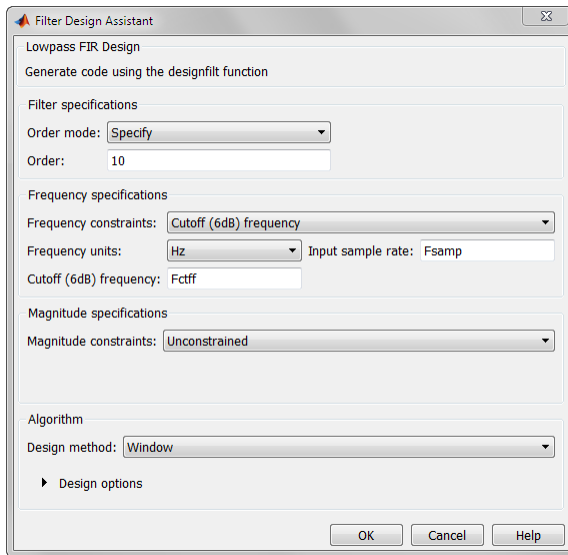 Filter Design Assistant
Lowpass FIR Design
Generate code using the designfilt function
Filter specifications
Order mode: Specify
Order: 10
Frequency specifications
Frequency constraints: Cutoff (6dB) frequency
Frequency units: Hz Input sample rate: Fsamp
Cutoff (6dB) frequency: Fctff
Magnitude specifications
Magnitude constraints: Unconstrained
Algorithm
Design method: Window
Design options
OK Cancel Help